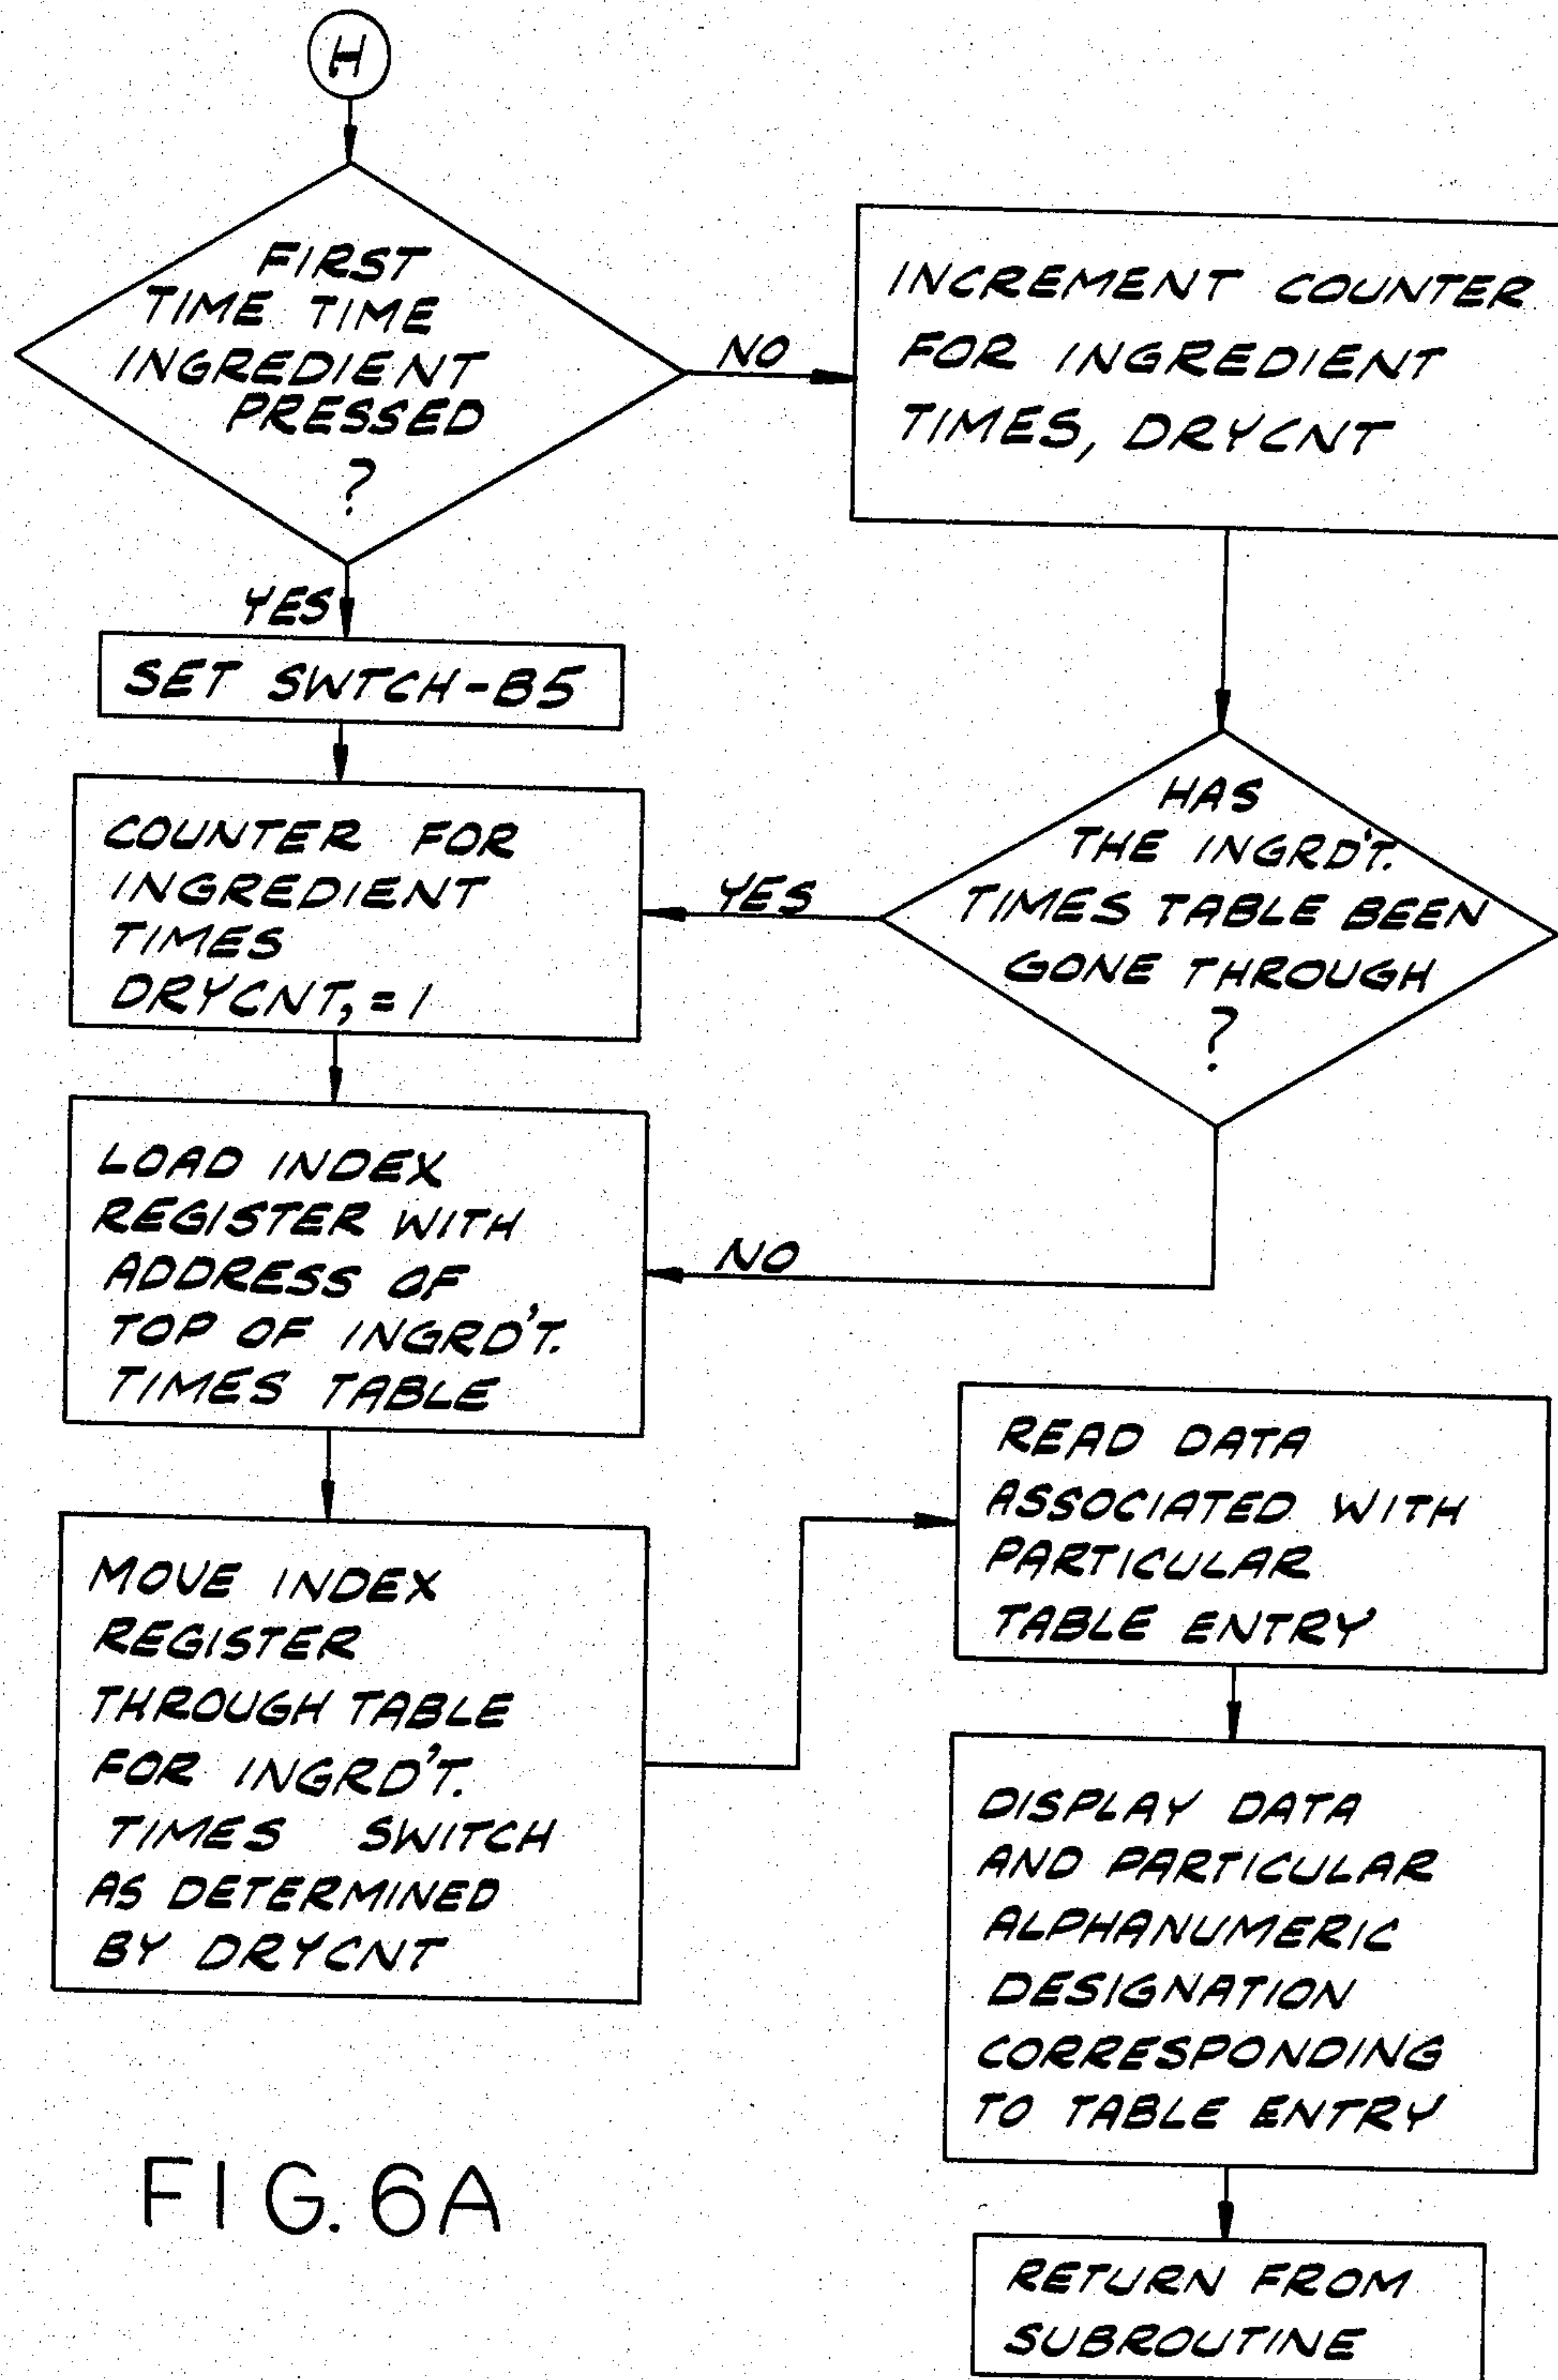 H
FIRST
TIME TIME
INGREDIENT
PRESSED
?
NO
INCREMENT COUNTER
FOR INGREDIENT
TIMES, DRYCNT
YES
SET SWTCH-B5
COUNTER FOR
INGREDIENT
TIMES
DRYCNT, = 1
YES
HAS
THE INGRD'T.
TIMES TABLE BEEN
GONE THROUGH
?
LOAD INDEX
REGISTER WITH
ADDRESS OF
TOP OF INGRD'T.
TIMES TABLE
NO
MOVE INDEX
REGISTER
THROUGH TABLE
FOR INGRD'T.
TIMES SWITCH
AS DETERMINED
BY DRYCNT
READ DATA
ASSOCIATED WITH
PARTICULAR
TABLE ENTRY
DISPLAY DATA
AND PARTICULAR
ALPHANUMERIC
DESIGNATION
CORRESPONDING
TO TABLE ENTRY
RETURN FROM
SUBROUTINE
FIG. 6A